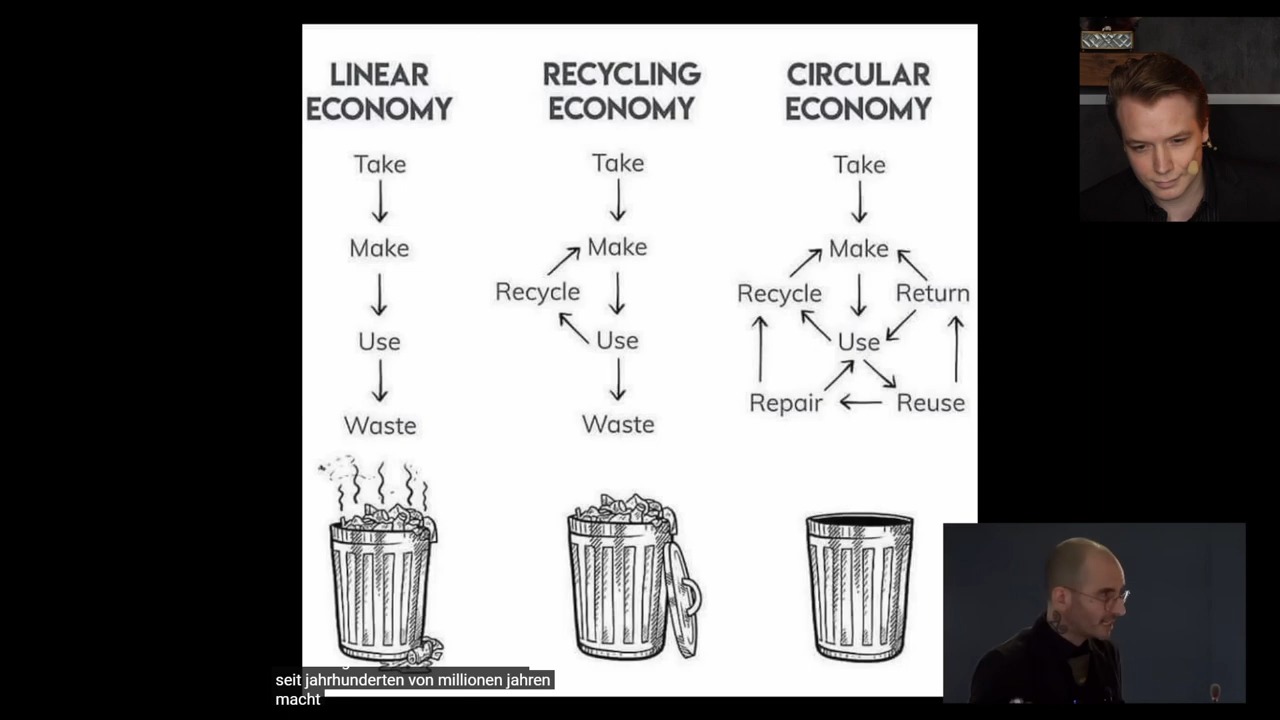 LINEAR
ECONOMY
Take
Make
Use
Waste
RECYCLING
ECONOMY
Take
Make
Recycle
Use
Waste
CIRCULAR
ECONOMY
Take
Make
Recycle
Return
Use
Repair
Reuse
seit jahrhunderten von millionen jahren
macht